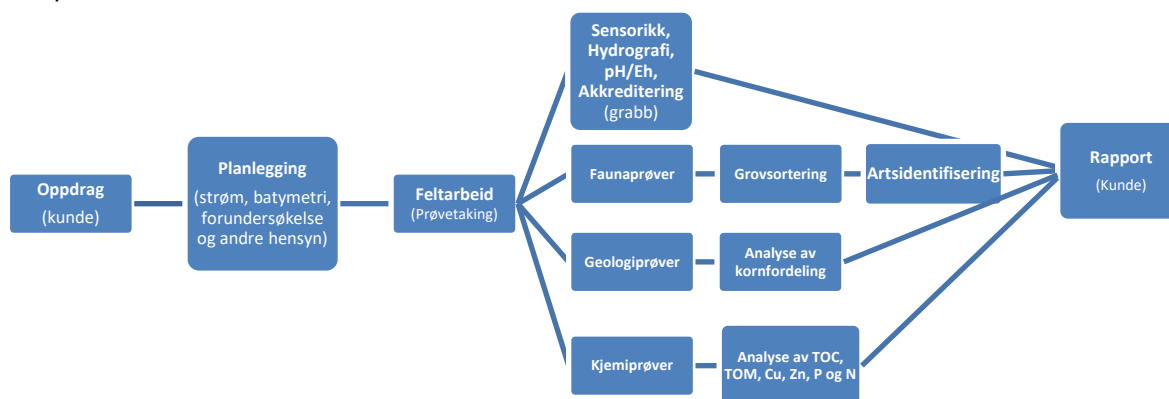 Oppdrag
(kunde)
Planlegging
(strøm, batymetri,
forundersøkelse
og andre hensyn)
Feltarbeid
(Prøvetaking)
Sensorikk,
Hydrografi,
pH/Eh,
Akkreditering
(grabb)
Faunaprøver
Grovsortering
Artsidentifisering
Geologiprøver
Analyse av
kornfordeling
Kjemiprøver
Analyse av TOC,
TOM, Cu, Zn, P og N
Rapport
(Kunde)